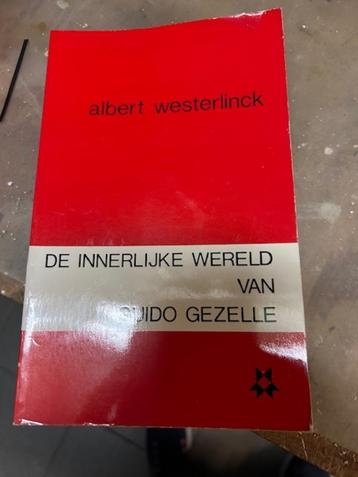 albert westerlinck
DE INNERLIJKE WERELD
VAN
GUIDO GEZELLE